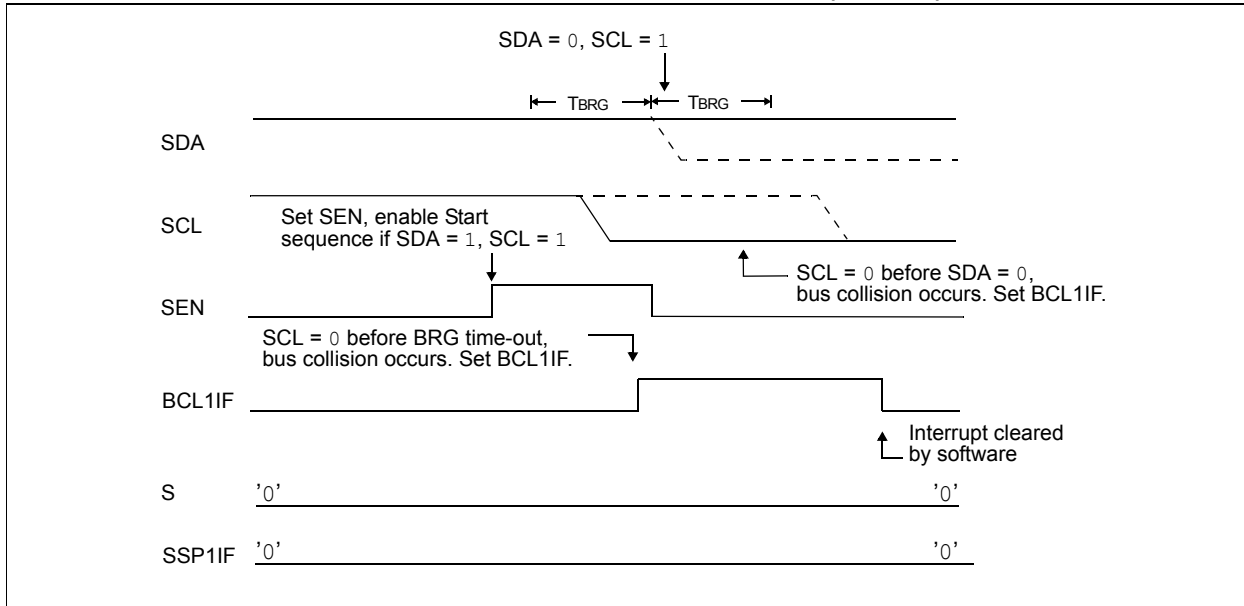 SDA = 0, SCL = 1
TBRG TBRG
SDA
SCL
Set SEN, enable Start
sequence if SDA = 1, SCL = 1
SCL = 0 before SDA = 0,
bus collision occurs. Set BCL1IF.
SEN
SCL = 0 before BRG time-out,
bus collision occurs. Set BCL1IF.
BCL1IF
Interrupt cleared
by software
S '0' '0'
SSP1IF '0' '0'